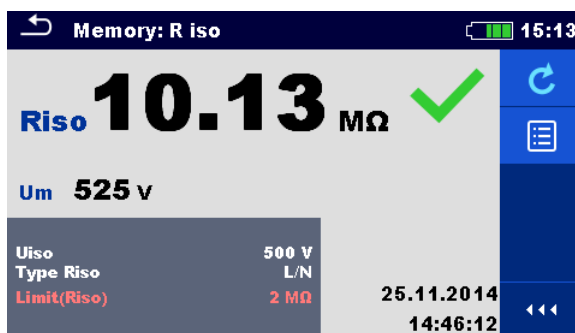 Memory: R iso 15:13
Riso 10.13 MΩ
Um 525 V
Uiso 500 V
Type Riso L/N
Limit(Riso) 2 MΩ
25.11.2014
14:46:12